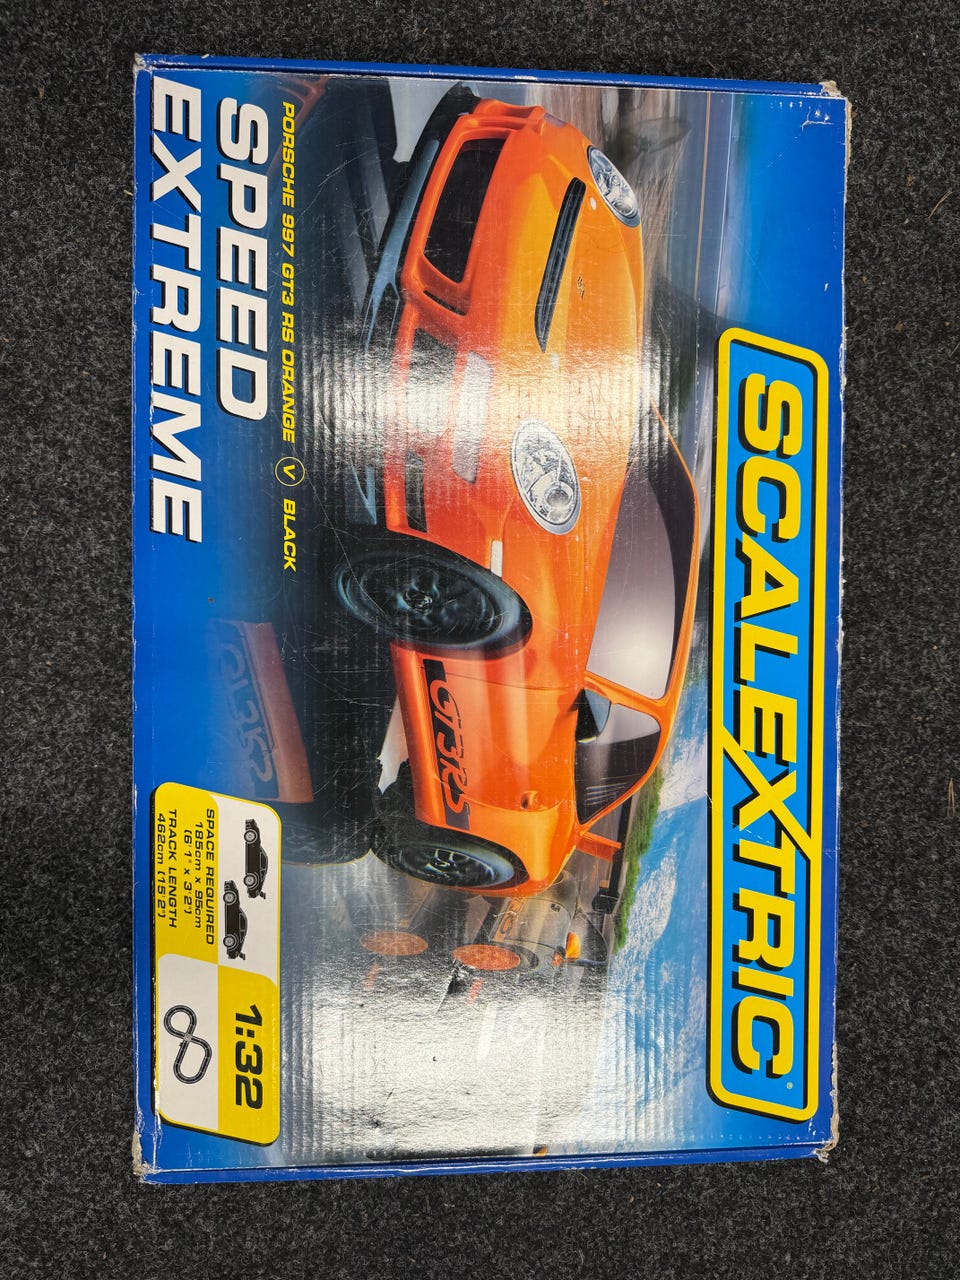 SCALEXTRIC®
GT3RS
PORSCHE 997 GT3 RS ORANGE V BLACK
SPEED
EXTREME
SPACE REQUIRED
185cm x 95cm
(6'1" x 3'2")
TRACK LENGTH
462cm (15'2")
1:32